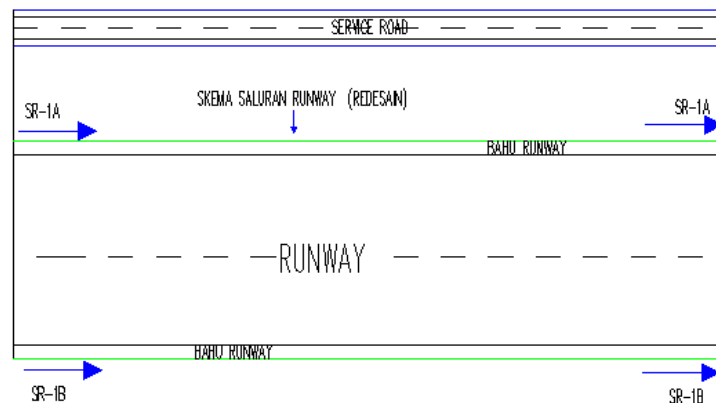 SERVICE ROAD
SKEMA SALURAN RUNWAY (REDESAIN)
SR-1A
SR-1A
BAHU RUNWAY
RUNWAY
BAHU RUNWAY
SR-1B
SR-1B